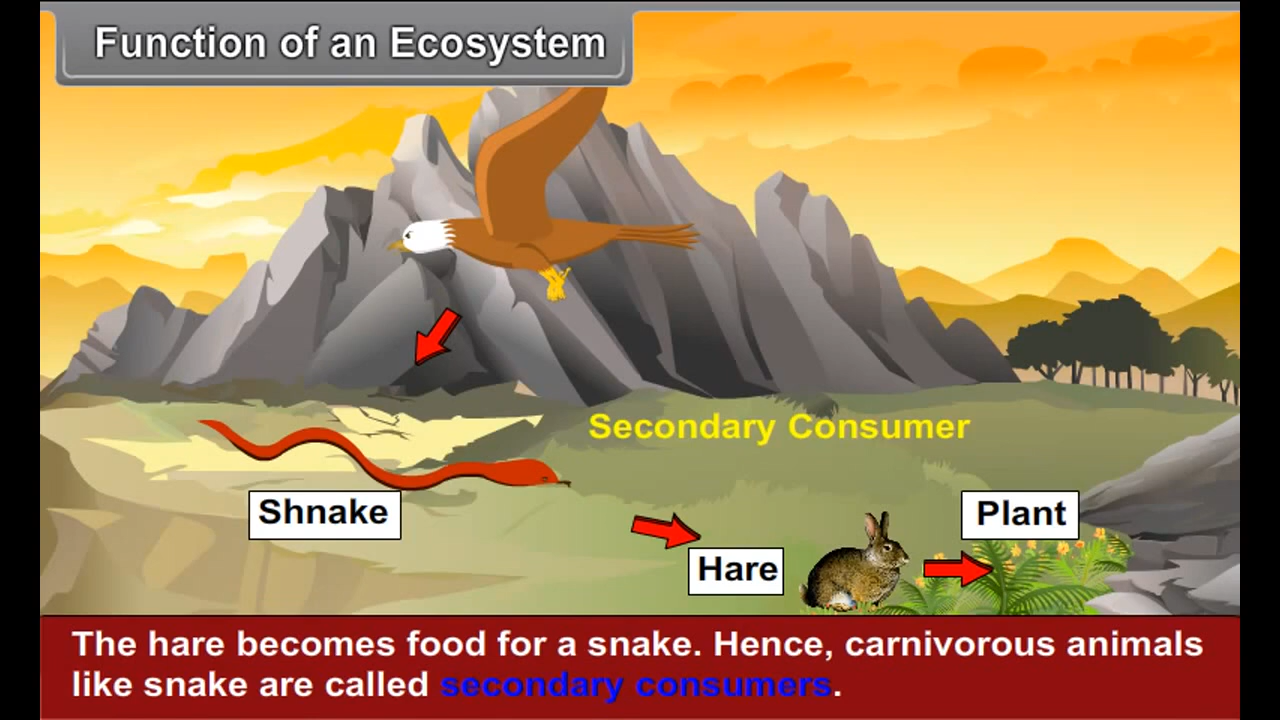 Function of an Ecosystem
Secondary Consumer
Shnake
Plant
Hare
The hare becomes food for a snake. Hence, carnivorous animals
like snake are called secondary consumers.